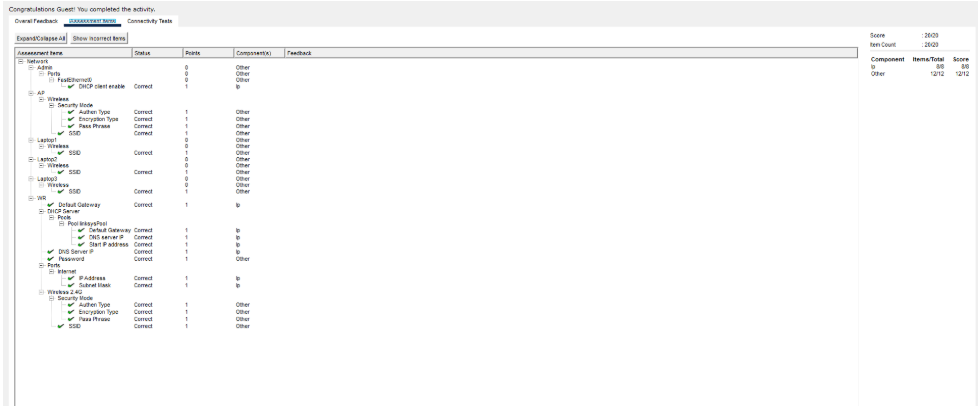 Congratulations Guest! You completed the activity.
Overall Feedback Assessment Items Connectivity Tests
Expand/Collapse All Show Incorrect Items
Score : 20/20
Item Count : 20/20
Component Items/Total Score
Ip 8/8 8/8
Other 12/12 12/12
Assessment Items Status Points Component(s) Feedback
Network
Admin 0 Other
Ports 0 Other
FastEthernet0 0 Other
DHCP client enable Correct 1 Ip
AP 0 Other
Wireless 0 Other
Security Mode 0 Other
Authen Type Correct 1 Other
Encryption Type Correct 1 Other
Pass Phrase Correct 1 Other
SSID Correct 1 Other
Laptop1 0 Other
Wireless 0 Other
SSID Correct 1 Other
Laptop2 0 Other
Wireless 0 Other
SSID Correct 1 Other
Laptop3 0 Other
Wireless 0 Other
SSID Correct 1 Other
WR
Default Gateway Correct 1 Ip
DHCP Server
Pools
Pool linksysPool
Default Gateway Correct 1 Ip
DNS server IP Correct 1 Ip
Start IP address Correct 1 Ip
DNS Server IP Correct 1 Ip
Password Correct 1 Other
Ports
Internet
IP Address Correct 1 Ip
Subnet Mask Correct 1 Ip
Wireless 2.4G
Security Mode
Authen Type Correct 1 Other
Encryption Type Correct 1 Other
Pass Phrase Correct 1 Other
SSID Correct 1 Other